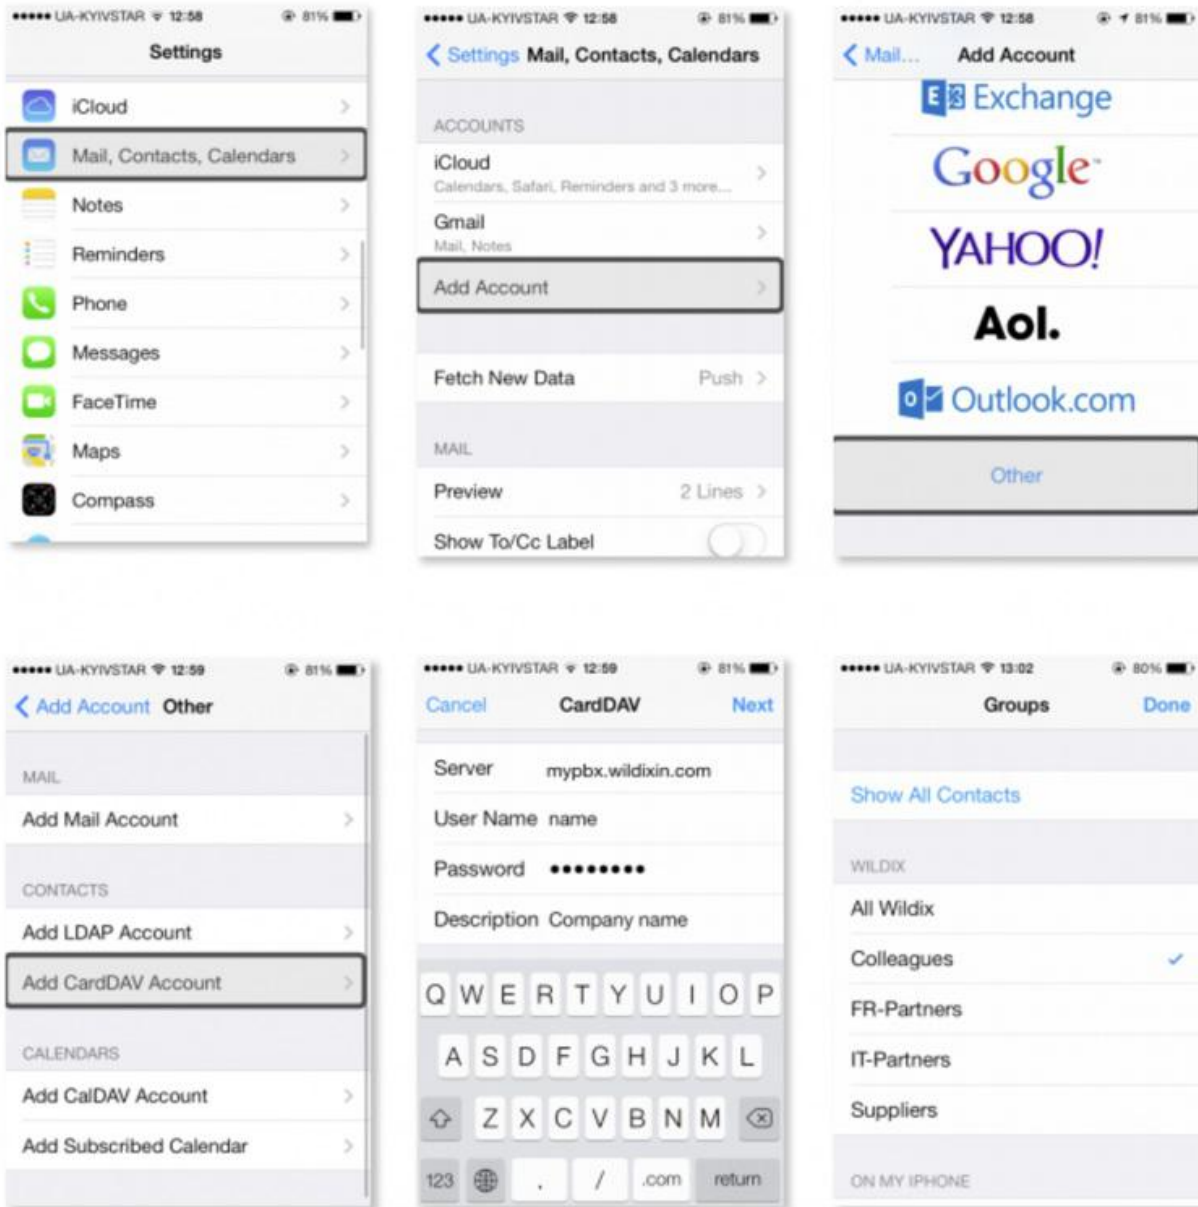 UA-KYIVSTAR 12:58 81%
Settings
iCloud
Mail, Contacts, Calendars
Notes
Reminders
Phone
Messages
FaceTime
Maps
Compass
UA-KYIVSTAR 12:58 81%
Settings Mail, Contacts, Calendars
ACCOUNTS
iCloud
Calendars, Safari, Reminders and 3 more...
Gmail
Mail, Notes
Add Account
Fetch New Data Push
MAIL
Preview 2 Lines
Show To/Cc Label
UA-KYIVSTAR 12:58 81%
Mail... Add Account
Exchange
Google
YAHOO!
Aol.
Outlook.com
Other
UA-KYIVSTAR 12:59 81%
Add Account Other
MAIL
Add Mail Account
CONTACTS
Add LDAP Account
Add CardDAV Account
CALENDARS
Add CalDAV Account
Add Subscribed Calendar
UA-KYIVSTAR 12:59 81%
Cancel CardDAV Next
Server mypbx.wildixin.com
User Name name
Password ••••••••
Description Company name
Q W E R T Y U I O P
A S D F G H J K L
Z X C V B N M
123 . / .com return
UA-KYIVSTAR 13:02 80%
Groups Done
Show All Contacts
WILDIX
All Wildix
Colleagues
FR-Partners
IT-Partners
Suppliers
ON MY IPHONE